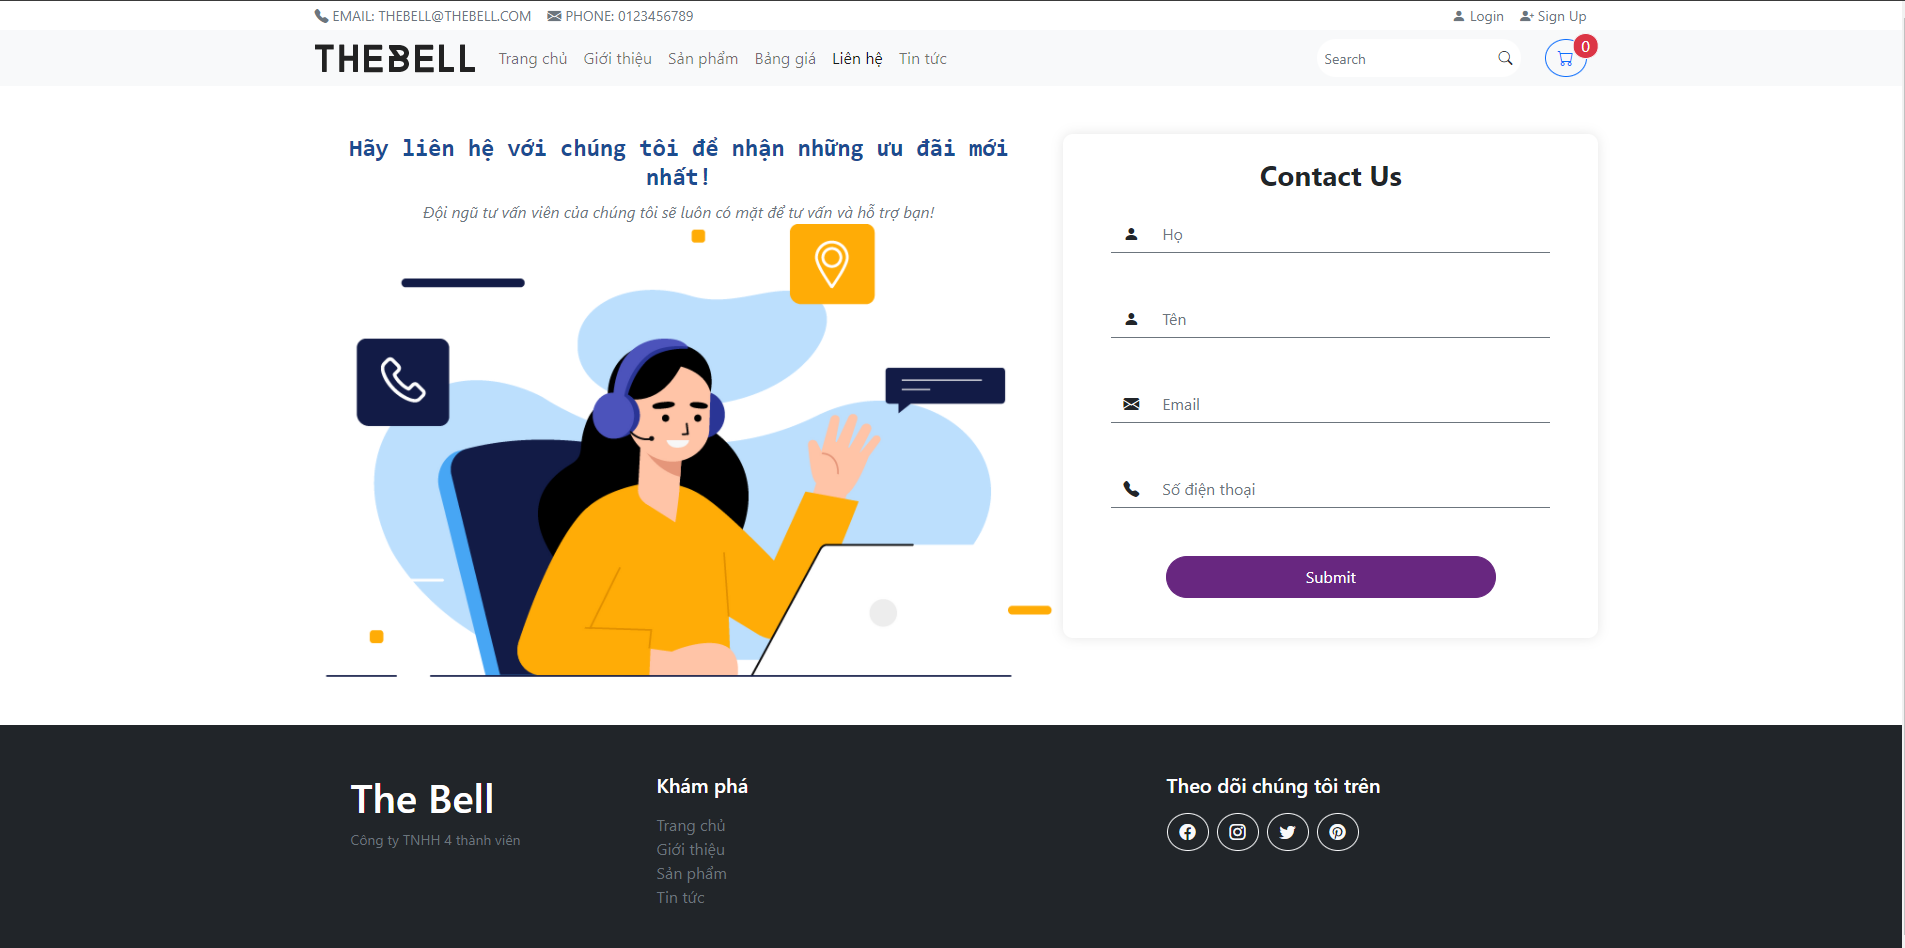 EMAIL: THEBELL@THEBELL.COM PHONE: 0123456789 Login Sign Up
THEBELL Trang chủ Giới thiệu Sản phẩm Bảng giá Liên hệ Tin tức Search 0
Hãy liên hệ với chúng tôi để nhận những ưu đãi mới
nhất!
Đội ngũ tư vấn viên của chúng tôi sẽ luôn có mặt để tư vấn và hỗ trợ bạn!
Contact Us
Họ
Tên
Email
Số điện thoại
Submit
The Bell
Công ty TNHH 4 thành viên
Khám phá
Trang chủ
Giới thiệu
Sản phẩm
Tin tức
Theo dõi chúng tôi trên